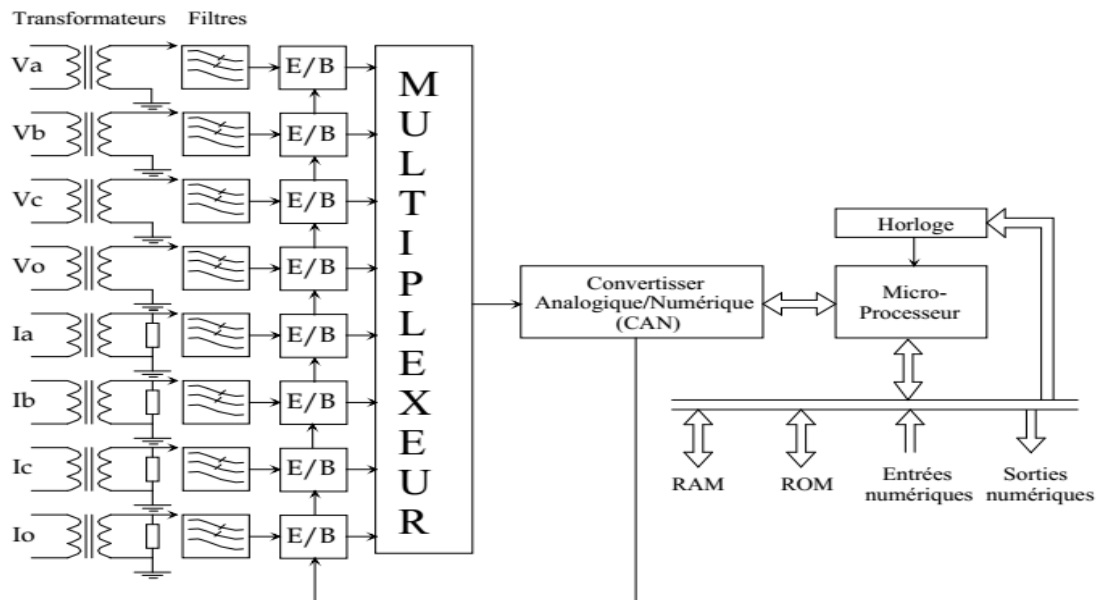 Transformateurs Filtres
Va E/B
Vb E/B
Vc E/B
Vo E/B
Ia E/B
Ib E/B
Ic E/B
Io E/B
MULTIPLEXEUR
Convertisser
Analogique/Numérique
(CAN)
Horloge
Micro-
Processeur
RAM
ROM
Entrées
numériques
Sorties
numériques